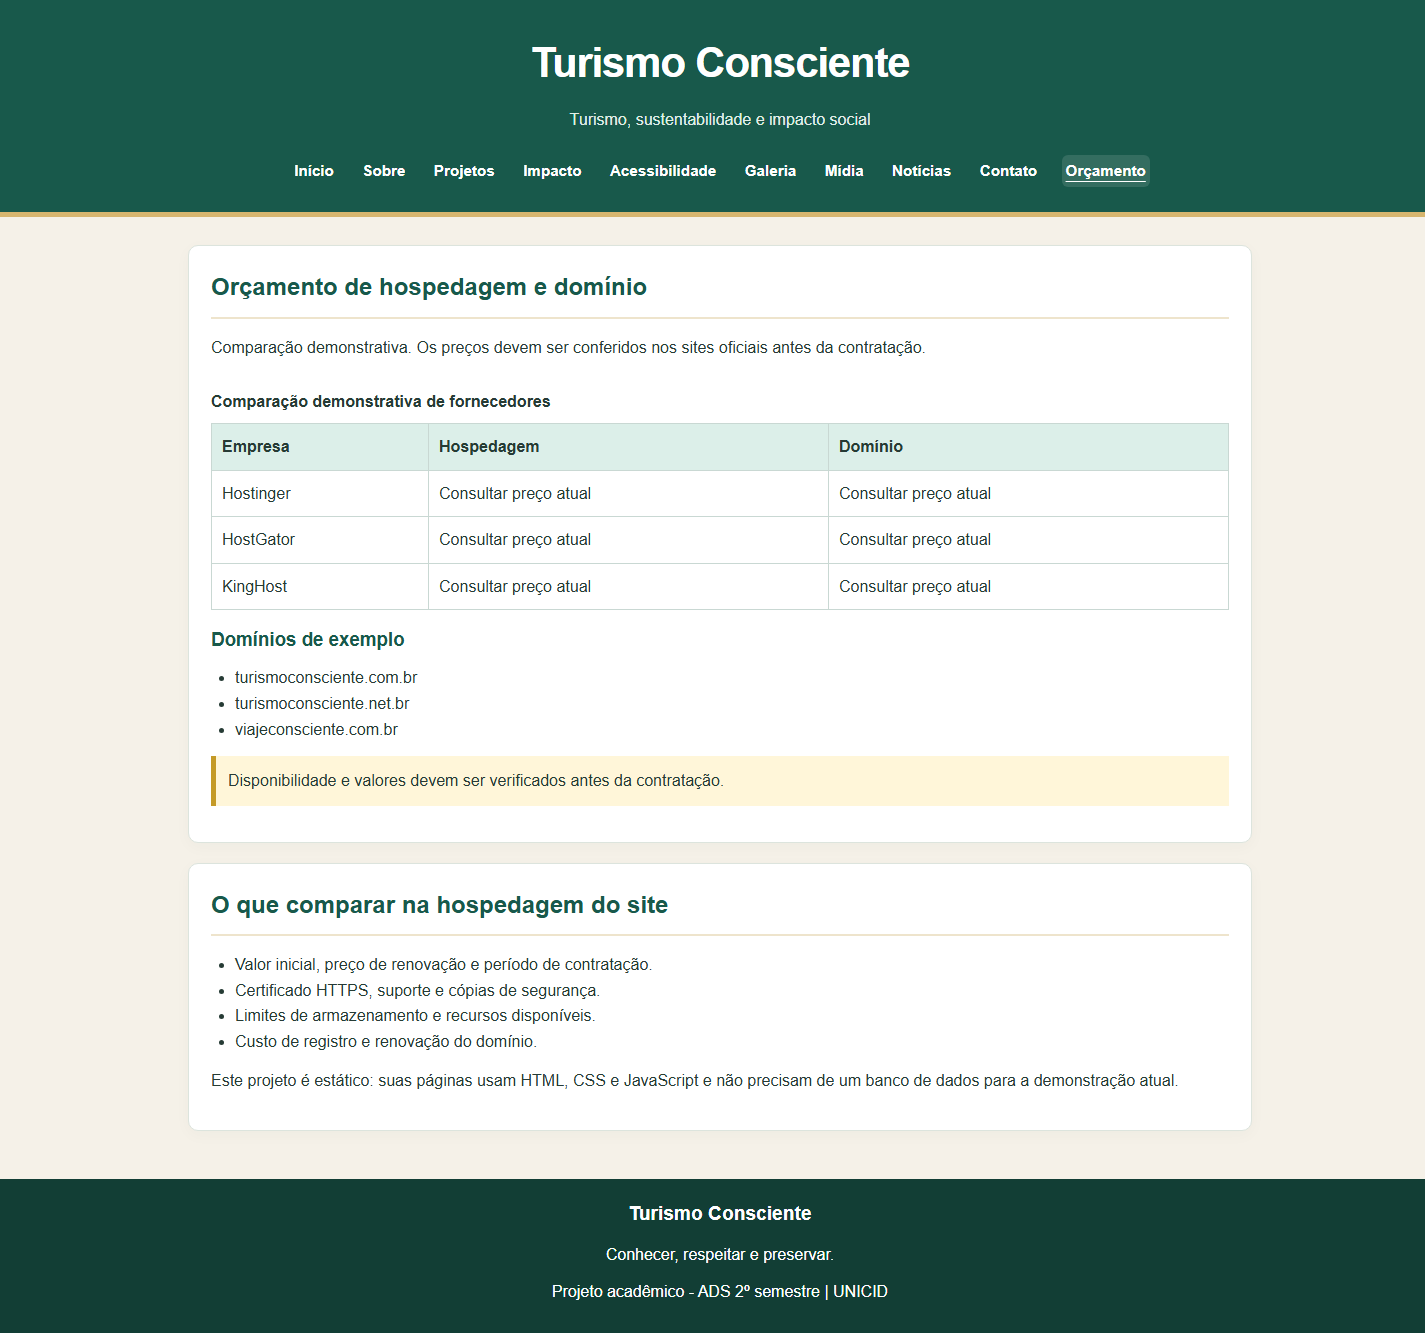 Turismo Consciente
Turismo, sustentabilidade e impacto social
Início Sobre Projetos Impacto Acessibilidade Galeria Mídia Notícias Contato Orçamento
Orçamento de hospedagem e domínio
Comparação demonstrativa. Os preços devem ser conferidos nos sites oficiais antes da contratação.
Comparação demonstrativa de fornecedores
Empresa Hospedagem Domínio
Hostinger Consultar preço atual Consultar preço atual
HostGator Consultar preço atual Consultar preço atual
KingHost Consultar preço atual Consultar preço atual
Domínios de exemplo
• turismoconsciente.com.br
• turismoconsciente.net.br
• viajeconsciente.com.br
Disponibilidade e valores devem ser verificados antes da contratação.
O que comparar na hospedagem do site
• Valor inicial, preço de renovação e período de contratação.
• Certificado HTTPS, suporte e cópias de segurança.
• Limites de armazenamento e recursos disponíveis.
• Custo de registro e renovação do domínio.
Este projeto é estático: suas páginas usam HTML, CSS e JavaScript e não precisam de um banco de dados para a demonstração atual.
Turismo Consciente
Conhecer, respeitar e preservar.
Projeto acadêmico - ADS 2º semestre | UNICID